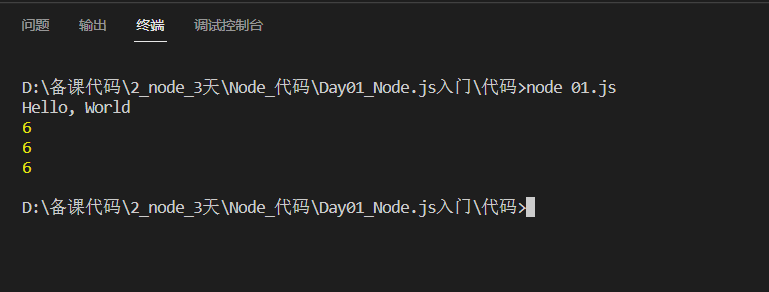 问题 输出 终端 调试控制台
D:\备课代码\2_node_3天\Node_代码\Day01_Node.js入门\代码>node 01.js
Hello, World
6
6
6
D:\备课代码\2_node_3天\Node_代码\Day01_Node.js入门\代码>